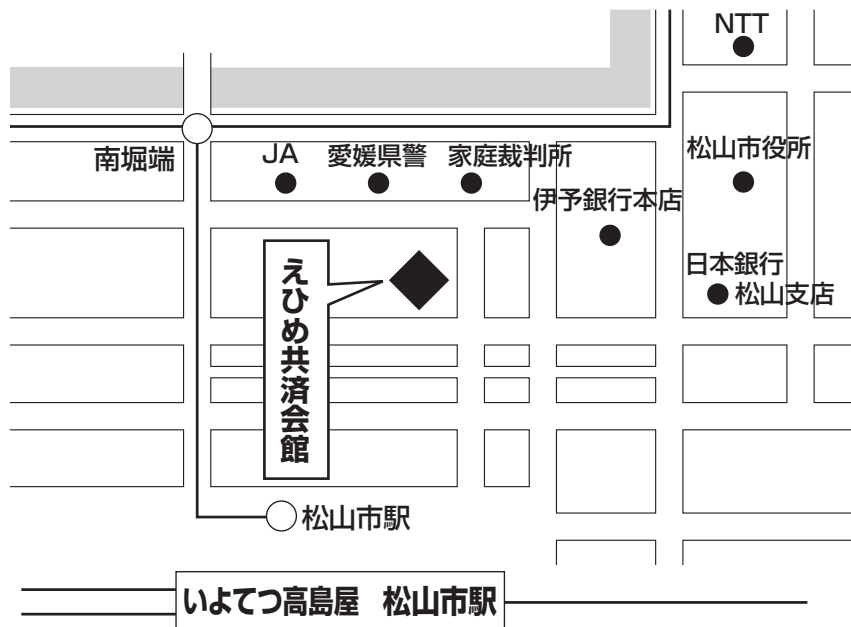 NTT
南堀端
JA
愛媛県警
家庭裁判所
松山市役所
伊予銀行本店
日本銀行
松山支店
えひめ共済会館
松山市駅
いよてつ高島屋 松山市駅